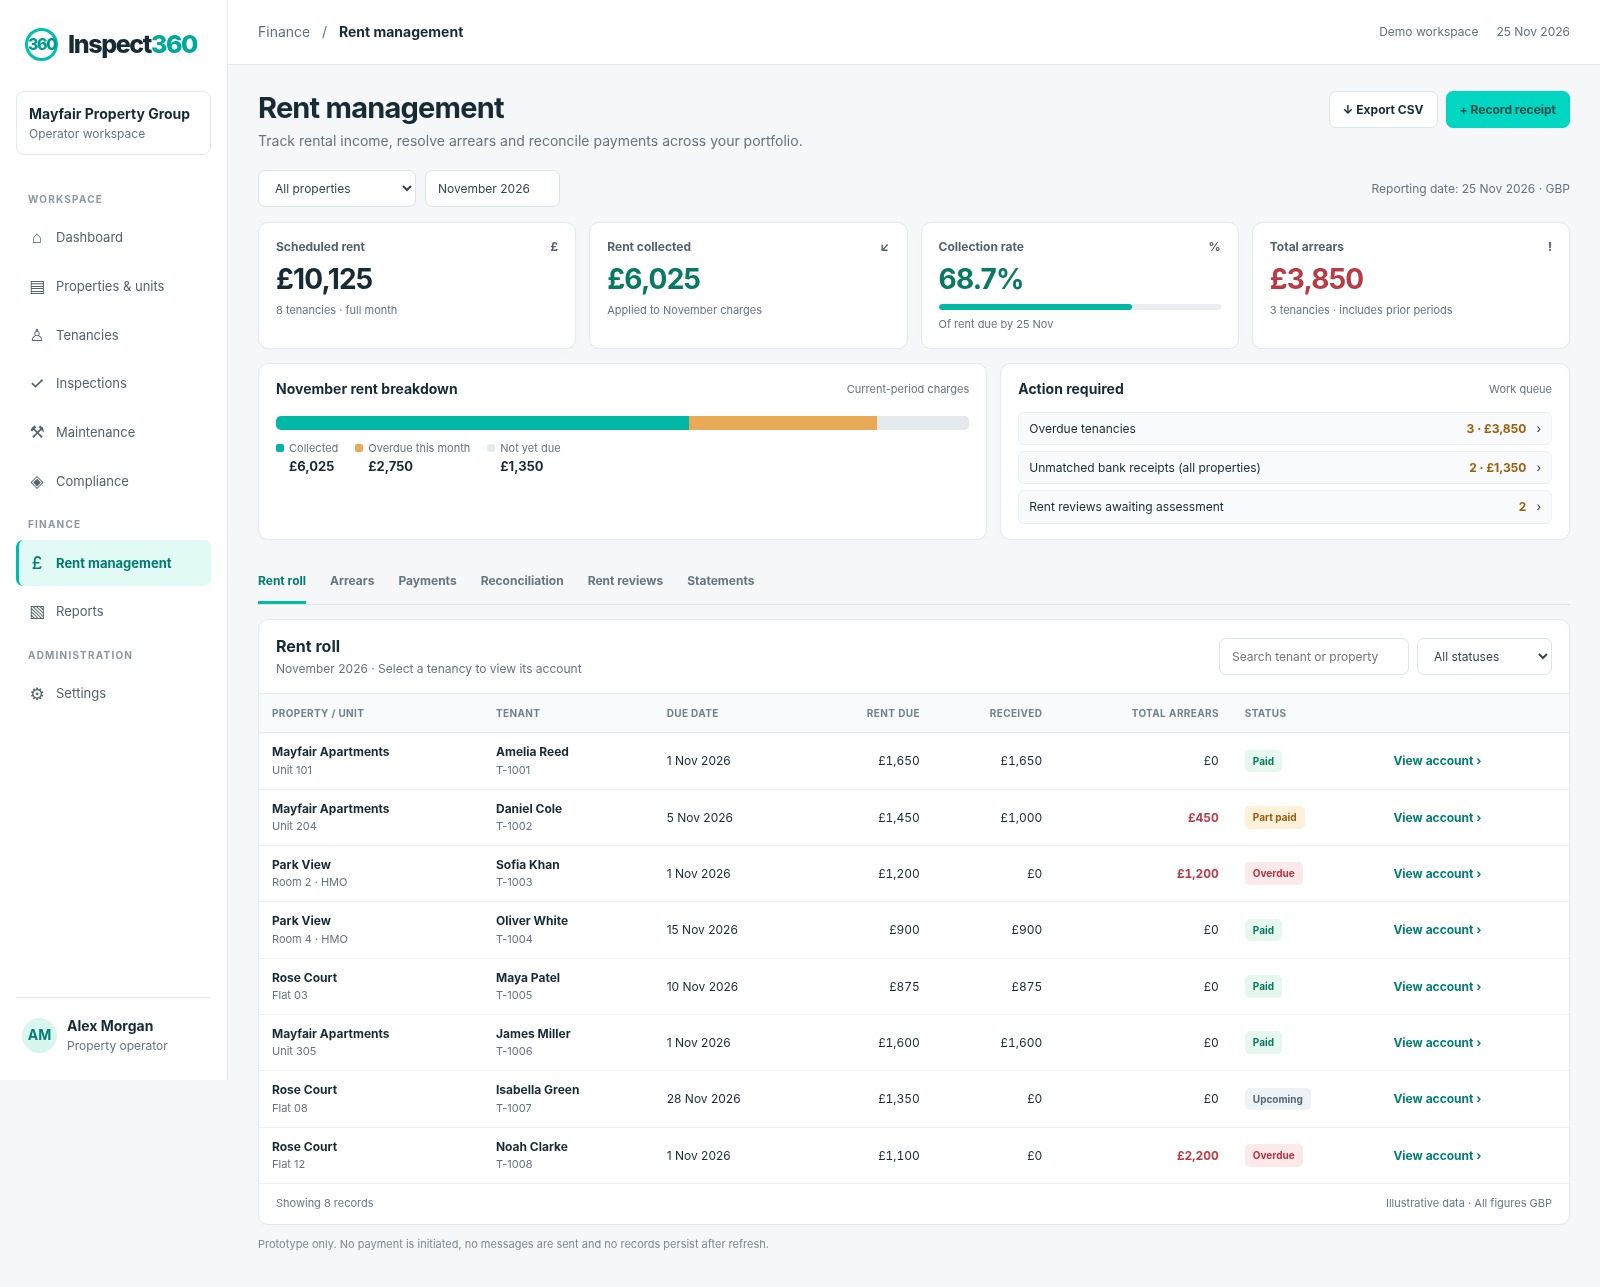 360 Inspect360
Mayfair Property Group
Operator workspace
WORKSPACE
Dashboard
Properties & units
Tenancies
Inspections
Maintenance
Compliance
FINANCE
£ Rent management
Reports
ADMINISTRATION
Settings
AM
Alex Morgan
Property operator
Finance / Rent management
Demo workspace 25 Nov 2026
Rent management
Track rental income, resolve arrears and reconcile payments across your portfolio.
↓ Export CSV
+ Record receipt
All properties
November 2026
Reporting date: 25 Nov 2026 · GBP
Scheduled rent £
£10,125
8 tenancies · full month
Rent collected ↙
£6,025
Applied to November charges
Collection rate %
68.7%
Of rent due by 25 Nov
Total arrears !
£3,850
3 tenancies · includes prior periods
November rent breakdown
Current-period charges
Collected
£6,025
Overdue this month
£2,750
Not yet due
£1,350
Action required
Work queue
Overdue tenancies 3 · £3,850 ›
Unmatched bank receipts (all properties) 2 · £1,350 ›
Rent reviews awaiting assessment 2 ›
Rent roll Arrears Payments Reconciliation Rent reviews Statements
Rent roll
November 2026 · Select a tenancy to view its account
Search tenant or property
All statuses
PROPERTY / UNIT TENANT DUE DATE RENT DUE RECEIVED TOTAL ARREARS STATUS
Mayfair Apartments Amelia Reed
1 Nov 2026 £1,650 £1,650 £0 Paid View account ›
Unit 101 T-1001
Mayfair Apartments Daniel Cole
5 Nov 2026 £1,450 £1,000 £450 Part paid View account ›
Unit 204 T-1002
Park View Sofia Khan
1 Nov 2026 £1,200 £0 £1,200 Overdue View account ›
Room 2 · HMO T-1003
Park View Oliver White
15 Nov 2026 £900 £900 £0 Paid View account ›
Room 4 · HMO T-1004
Rose Court Maya Patel
10 Nov 2026 £875 £875 £0 Paid View account ›
Flat 03 T-1005
Mayfair Apartments James Miller
1 Nov 2026 £1,600 £1,600 £0 Paid View account ›
Unit 305 T-1006
Rose Court Isabella Green
28 Nov 2026 £1,350 £0 £0 Upcoming View account ›
Flat 08 T-1007
Rose Court Noah Clarke
1 Nov 2026 £1,100 £0 £2,200 Overdue View account ›
Flat 12 T-1008
Showing 8 records
Illustrative data · All figures GBP
Prototype only. No payment is initiated, no messages are sent and no records persist after refresh.